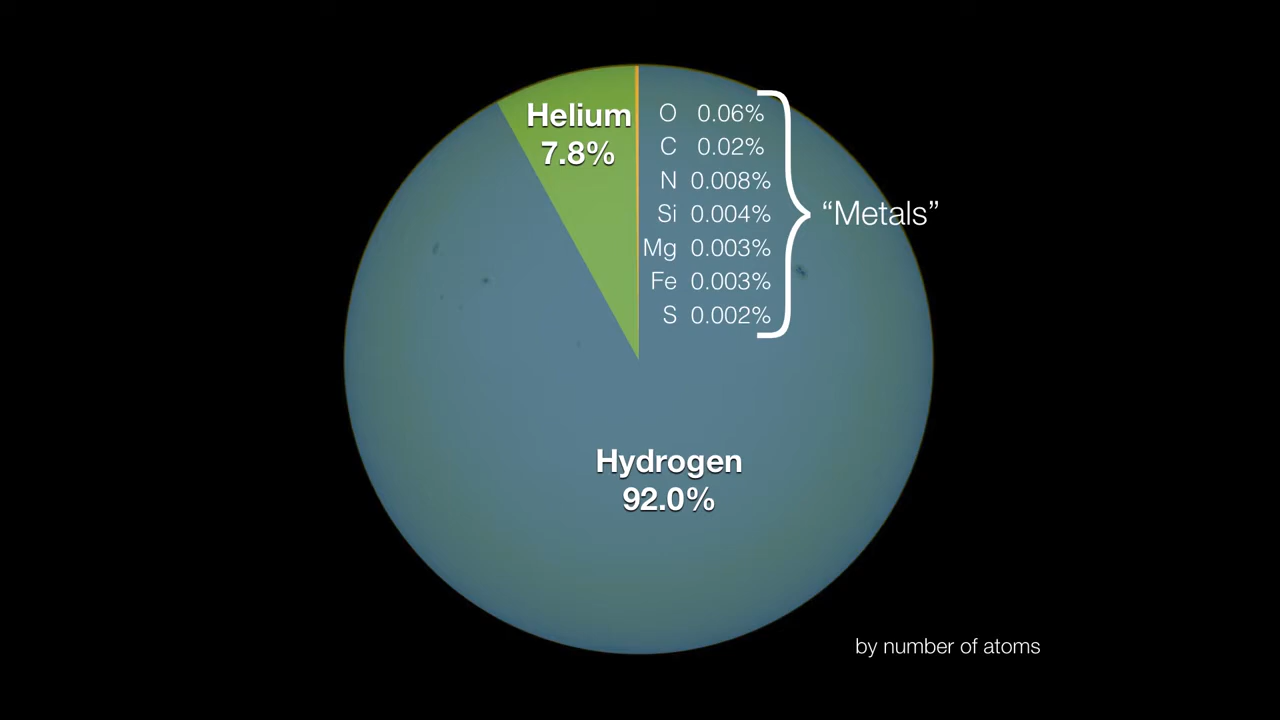 Helium
7.8%
O 0.06%
C 0.02%
N 0.008%
Si 0.004%
Mg 0.003%
Fe 0.003%
S 0.002%
“Metals”
Hydrogen
92.0%
by number of atoms